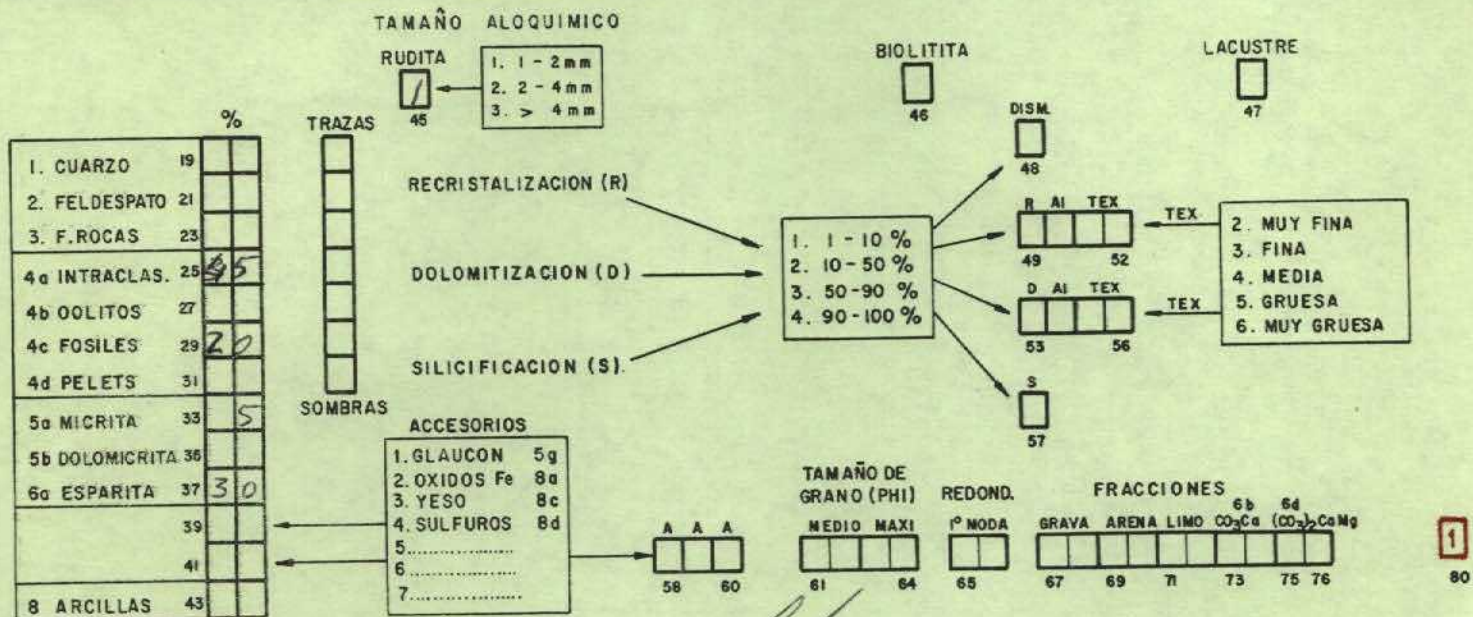 TAMAÑO ALOQUIMICO
RUDITA
1
45
1. 1 - 2 mm
2. 2 - 4 mm
3. > 4 mm
BIOLITITA
46
LACUSTRE
47
%
1. CUARZO 19
2. FELDESPATO 21
3. F.ROCAS 23
4a INTRACLAS. 25 45
4b OOLITOS 27
4c FOSILES 29 20
4d PELETS 31
5a MICRITA 33 5
5b DOLOMICRITA 35
6a ESPARITA 37 30
39
41
8 ARCILLAS 43
TRAZAS
SOMBRAS
RECRISTALIZACION (R)
DOLOMITIZACION (D)
SILICIFICACION (S).
1. 1 - 10 %
2. 10 - 50 %
3. 50 - 90 %
4. 90 - 100 %
DISM.
48
R AI TEX
49 52
D AI TEX
53 56
S
57
TEX
TEX
2. MUY FINA
3. FINA
4. MEDIA
5. GRUESA
6. MUY GRUESA
ACCESORIOS
1. GLAUCON 5g
2. OXIDOS Fe 8a
3. YESO 8c
4. SULFUROS 8d
5..................
6..................
7..................
A A A
58 60
TAMAÑO DE
GRANO (PHI)
MEDIO MAXI
61 64
REDOND.
1º MODA
65
FRACCIONES
6b 6d
GRAVA ARENA LIMO CO3Ca (CO3)2CaMg
67 69 71 73 75 76
1
80